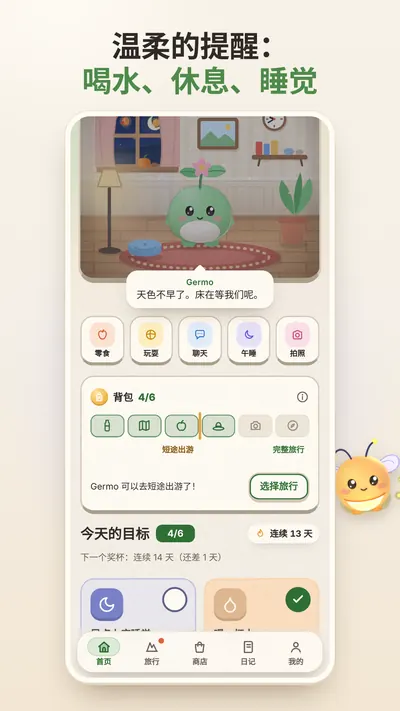 温柔的提醒：
喝水、休息、睡觉
Germo
天色不早了。床在等我们呢。
零食
玩耍
聊天
午睡
拍照
背包 4/6
短途出游
完整旅行
Germo 可以去短途出游了！
选择旅行
今天的目标 4/6
连续 13 天
下一个奖杯：连续 14 天（还差 1 天）
首页
旅行
商店
日记
我的